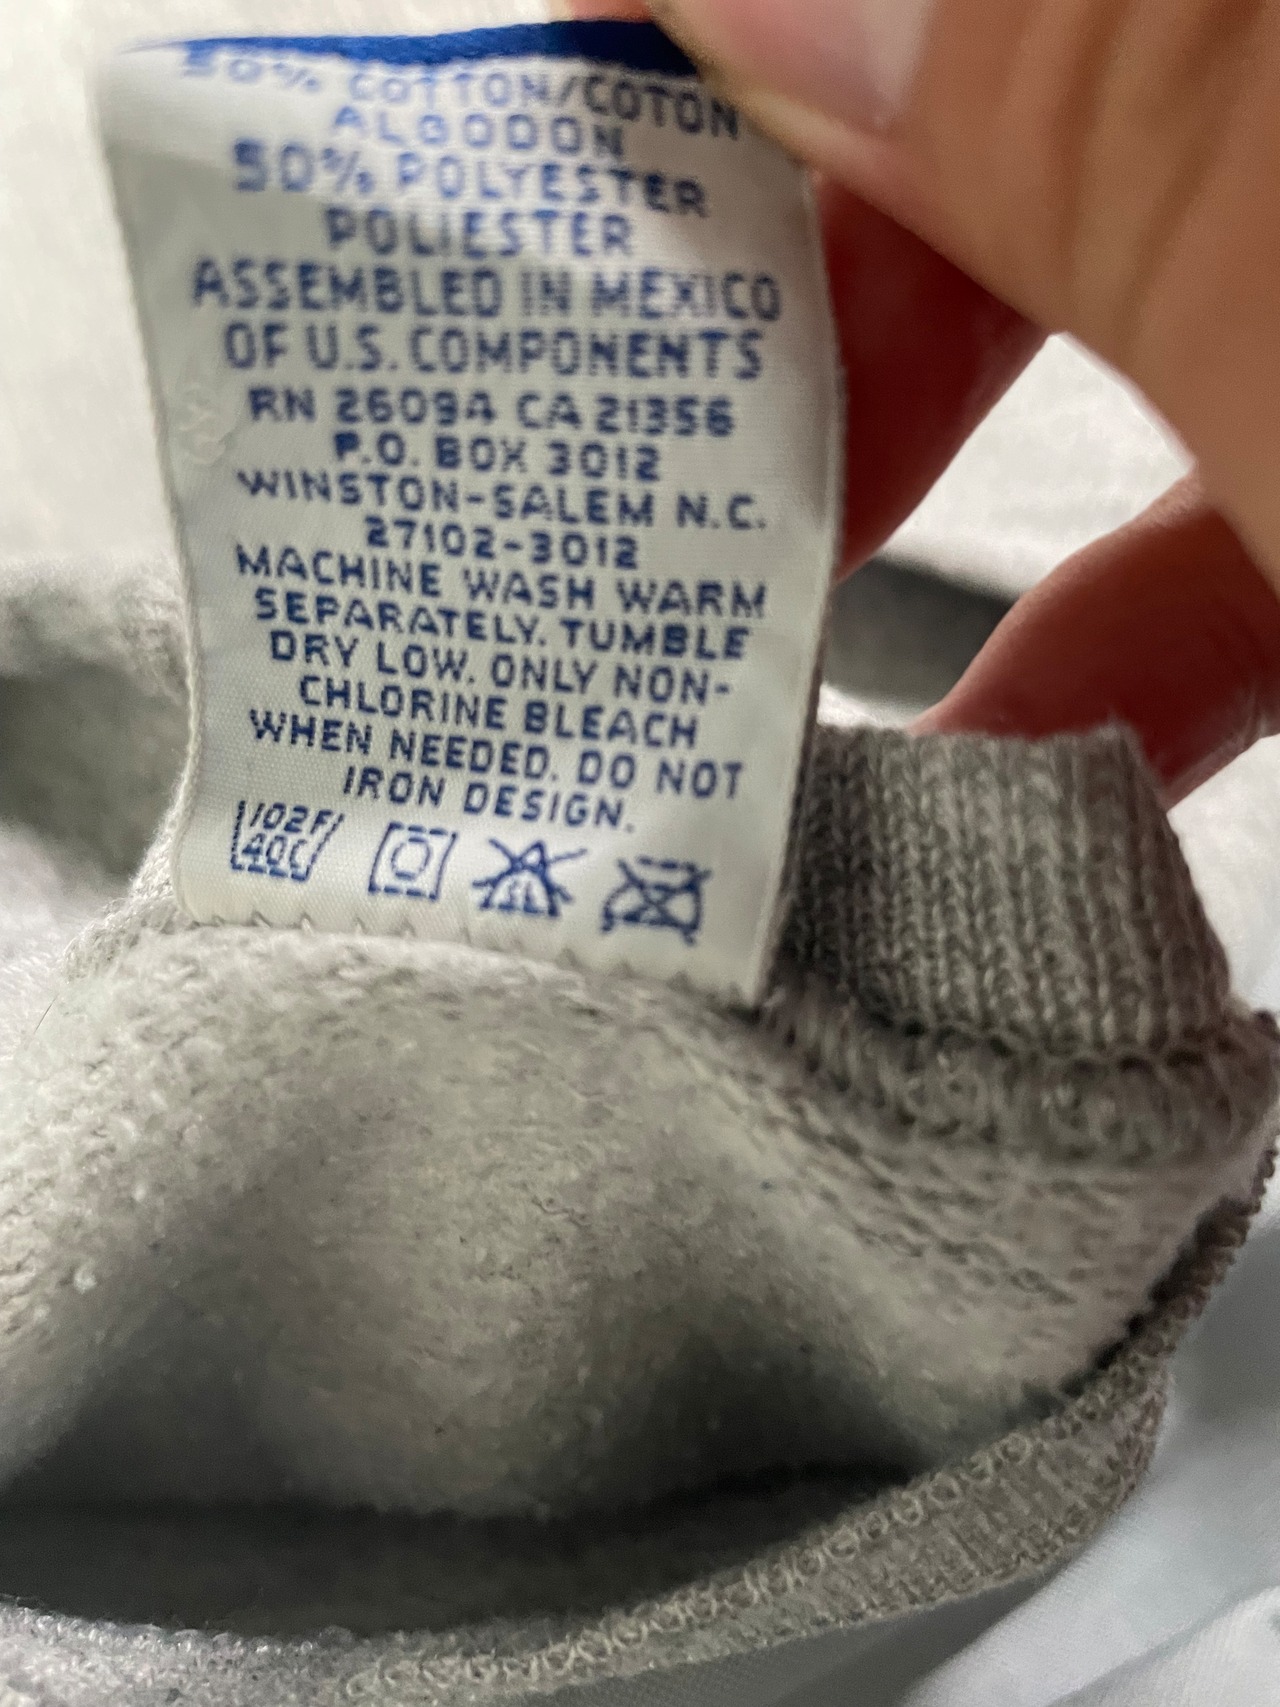 50% COTTON/COTON
ALGODON
50% POLYESTER
POLIESTER
ASSEMBLED IN MEXICO
OF U.S. COMPONENTS
RN 26094 CA 21356
P.O. BOX 3012
WINSTON-SALEM N.C.
27102-3012
MACHINE WASH WARM
SEPARATELY. TUMBLE
DRY LOW. ONLY NON-
CHLORINE BLEACH
WHEN NEEDED. DO NOT
IRON DESIGN.
102F
40C